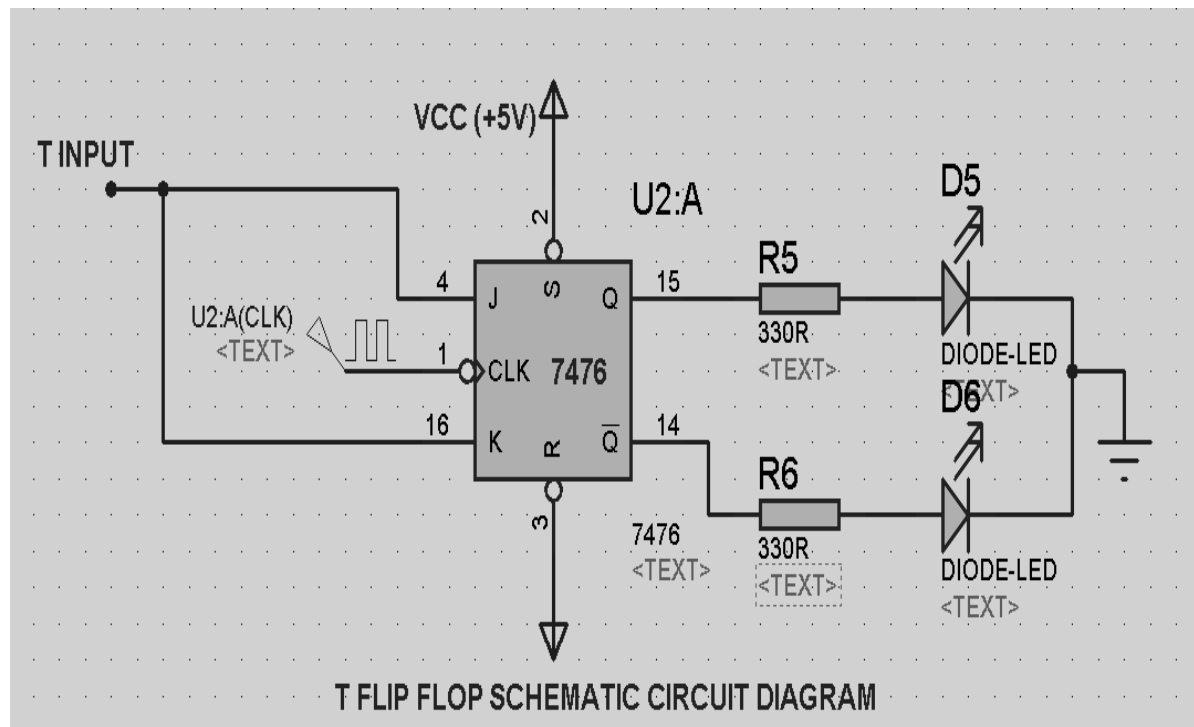 VCC (+5V)
T INPUT
U2:A
D5
2
R5
4
J
S
Q
15
U2:A(CLK)
<TEXT>
330R
<TEXT>
1
CLK
7476
DIODE-LED
<TEXT>
D6
16
K
R
Q
14
R6
3
7476
<TEXT>
330R
<TEXT>
DIODE-LED
<TEXT>
T FLIP FLOP SCHEMATIC CIRCUIT DIAGRAM